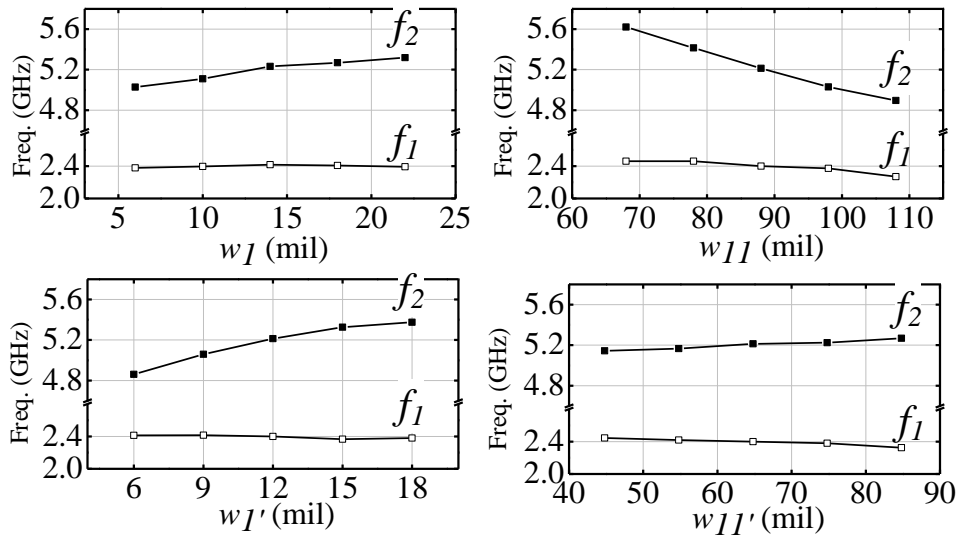 5.6
5.2
4.8
2.4
2.0
Freq. (GHz)
f2
f1
5 10 15 20 25
w1 (mil)
5.6
5.2
4.8
2.4
2.0
Freq. (GHz)
f2
f1
60 70 80 90 100 110
w11 (mil)
5.6
5.2
4.8
2.4
2.0
Freq. (GHz)
f2
f1
6 9 12 15 18
w1' (mil)
5.6
5.2
4.8
2.4
2.0
Freq. (GHz)
f2
f1
40 50 60 70 80 90
w11' (mil)